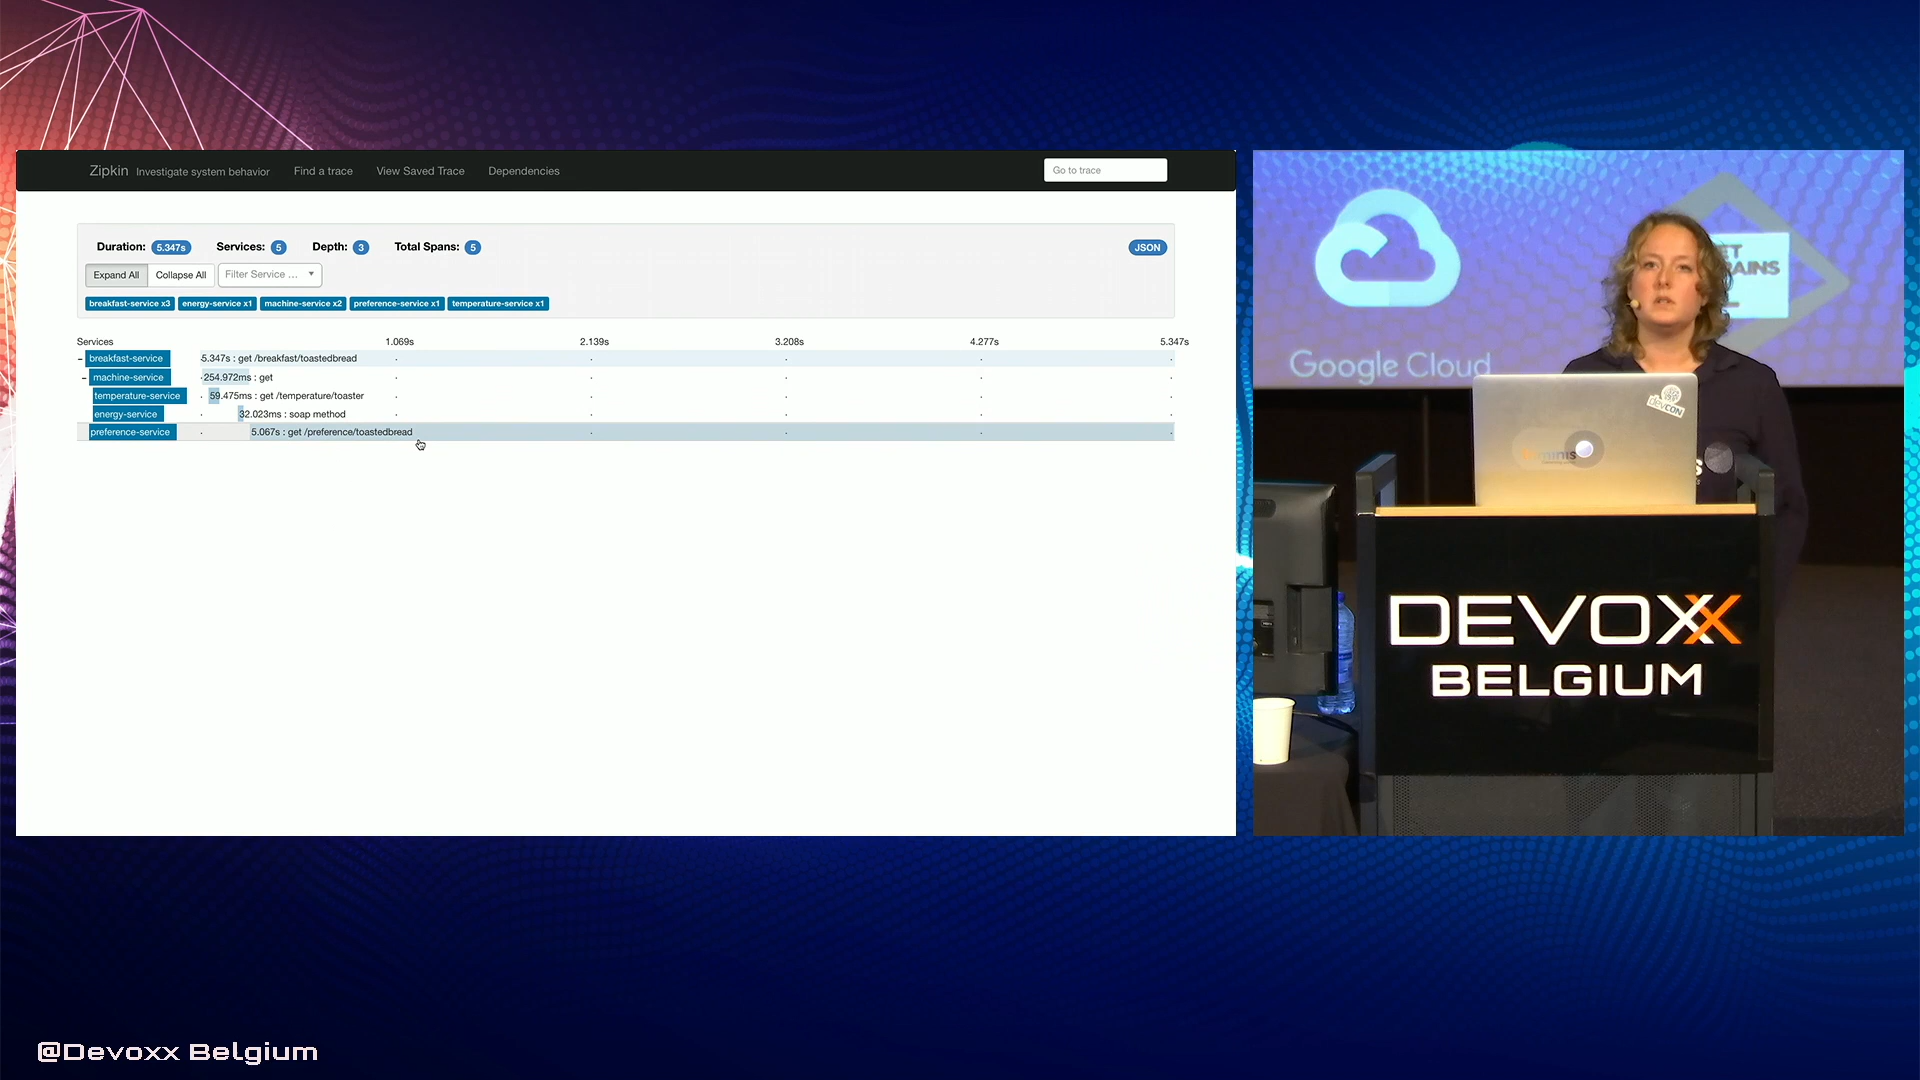 Zipkin Investigate system behavior Find a trace View Saved Trace Dependencies Go to trace
Duration: 5.347s Services: 5 Depth: 3 Total Spans: 5 JSON
Expand All Collapse All Filter Service ...
breakfast-service x3 energy-service x1 machine-service x2 preference-service x1 temperature-service x1
Services 1.069s 2.139s 3.208s 4.277s 5.347s
- breakfast-service 5.347s : get /breakfast/toastedbread
- machine-service 254.972ms : get
temperature-service 59.475ms : get /temperature/toaster
energy-service 32.023ms : soap method
preference-service 5.067s : get /preference/toastedbread
Google Cloud
devcon
DEVOXX
BELGIUM
@Devoxx Belgium